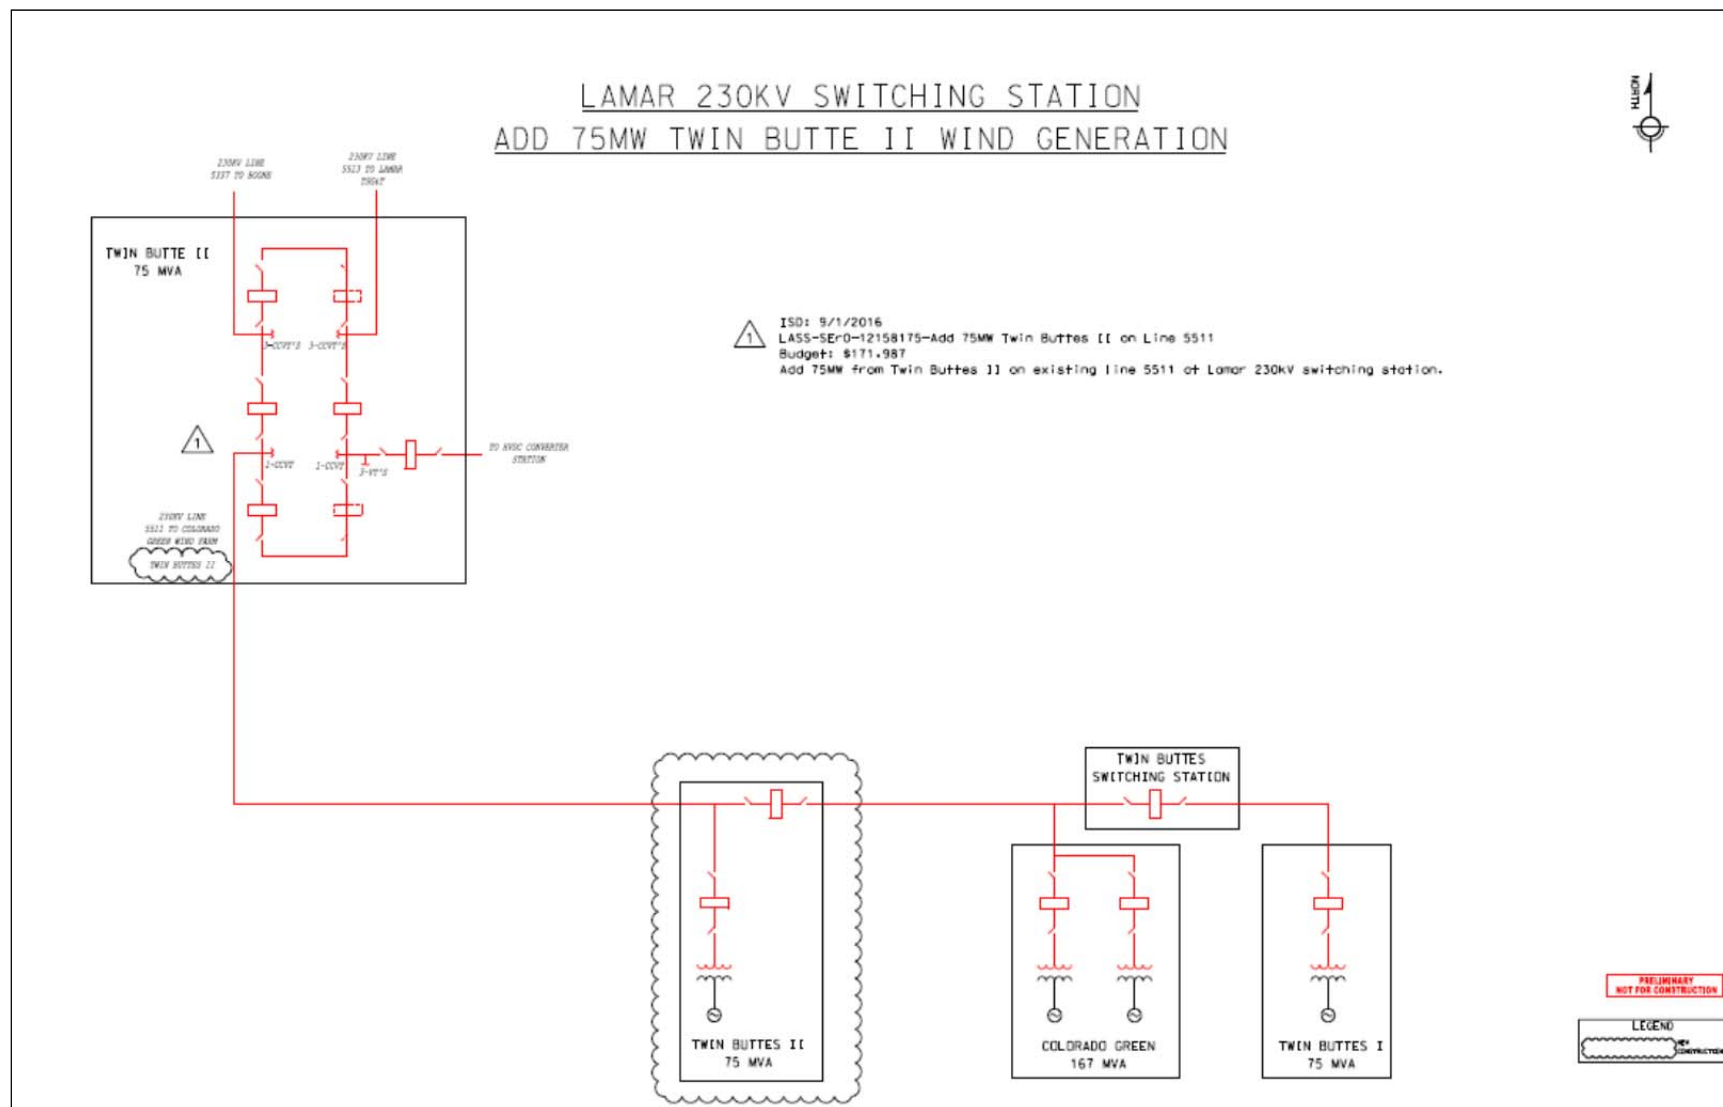 LAMAR 230KV SWITCHING STATION
ADD 75MW TWIN BUTTE II WIND GENERATION
NORTH
230KV LINE
5337 TO BOONE
230KV LINE
5513 TO LAMAR
TWIN BUTTE II
75 MVA
3-CCVT'S
3-CCVT'S
1
ISD: 9/1/2016
LASS-SEr0-12158175-Add 75MW Twin Buttes II on Line 5511
Budget: $171,987
Add 75MW from Twin Buttes II on existing line 5511 at Lamar 230kV switching station.
1
1-CCVT
1-CCVT
3-VT'S
TO HVDC CONVERTER
STATION
230KV LINE
5511 TO COLORADO
GREEN WIND FARM
TWIN BUTTES II
TWIN BUTTES
SWITCHING STATION
TWIN BUTTES II
75 MVA
COLORADO GREEN
167 MVA
TWIN BUTTES I
75 MVA
PRELIMINARY
NOT FOR CONSTRUCTION
LEGEND
NEW
CONSTRUCTION